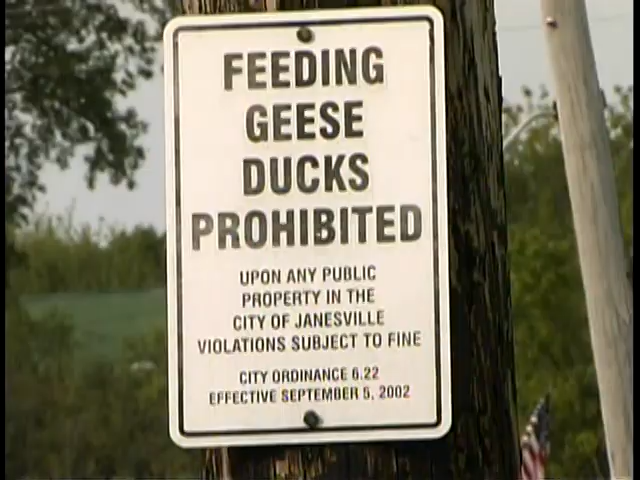 FEEDING
GEESE
DUCKS
PROHIBITED
UPON ANY PUBLIC
PROPERTY IN THE
CITY OF JANESVILLE
VIOLATIONS SUBJECT TO FINE
CITY ORDINANCE 6.22
EFFECTIVE SEPTEMBER 5, 2002